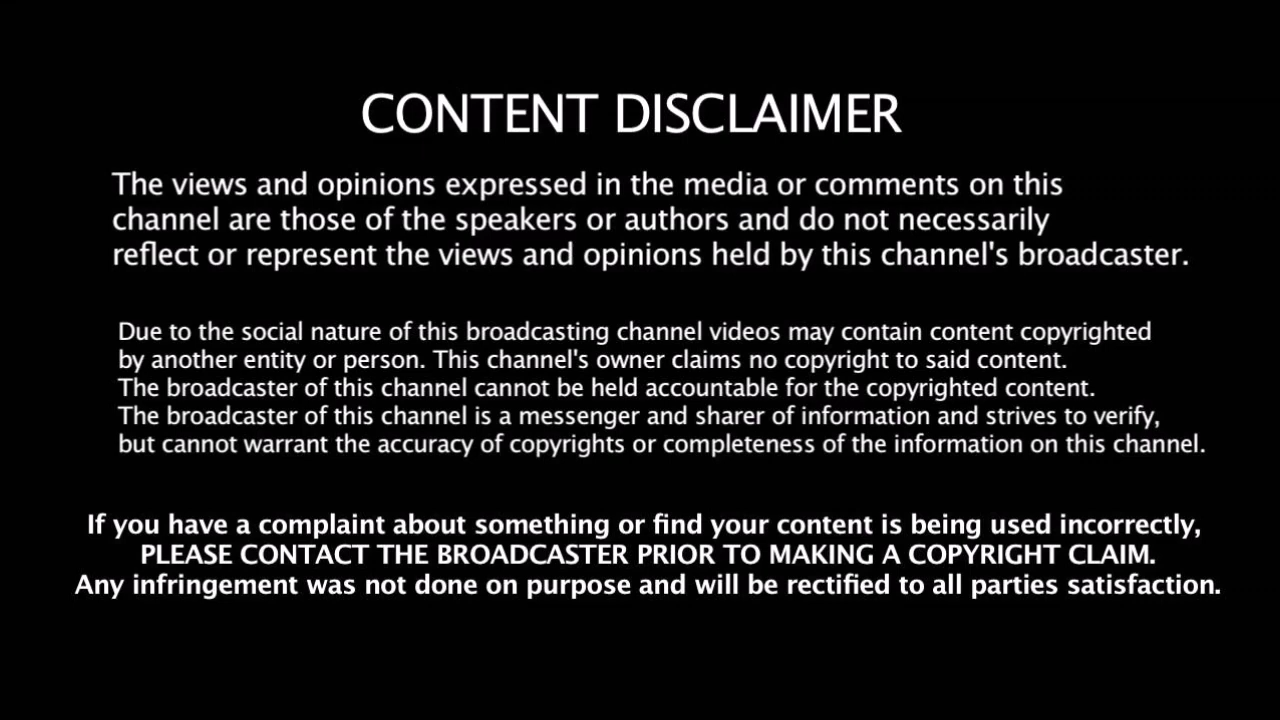 CONTENT DISCLAIMER
The views and opinions expressed in the media or comments on this
channel are those of the speakers or authors and do not necessarily
reflect or represent the views and opinions held by this channel's broadcaster.
Due to the social nature of this broadcasting channel videos may contain content copyrighted
by another entity or person. This channel's owner claims no copyright to said content.
The broadcaster of this channel cannot be held accountable for the copyrighted content.
The broadcaster of this channel is a messenger and sharer of information and strives to verify,
but cannot warrant the accuracy of copyrights or completeness of the information on this channel.
If you have a complaint about something or find your content is being used incorrectly,
PLEASE CONTACT THE BROADCASTER PRIOR TO MAKING A COPYRIGHT CLAIM.
Any infringement was not done on purpose and will be rectified to all parties satisfaction.